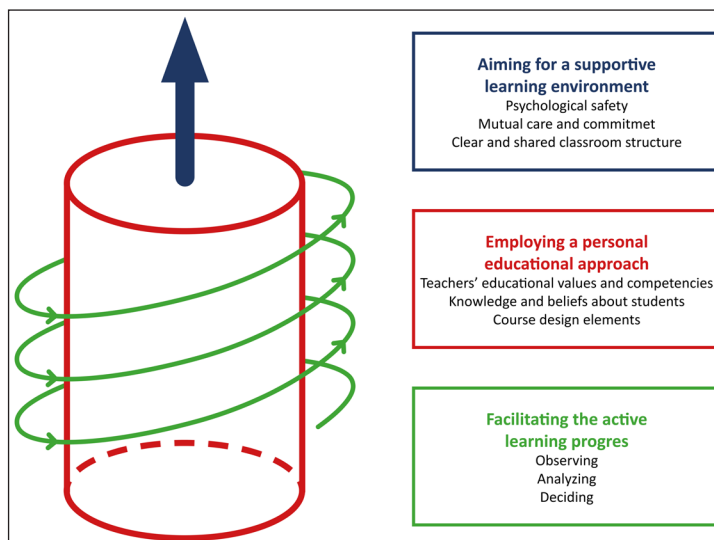 Aiming for a supportive
learning environment
Psychological safety
Mutual care and commitmet
Clear and shared classroom structure
Employing a personal
educational approach
Teachers' educational values and competencies
Knowledge and beliefs about students
Course design elements
Facilitating the active
learning progres
Observing
Analyzing
Deciding